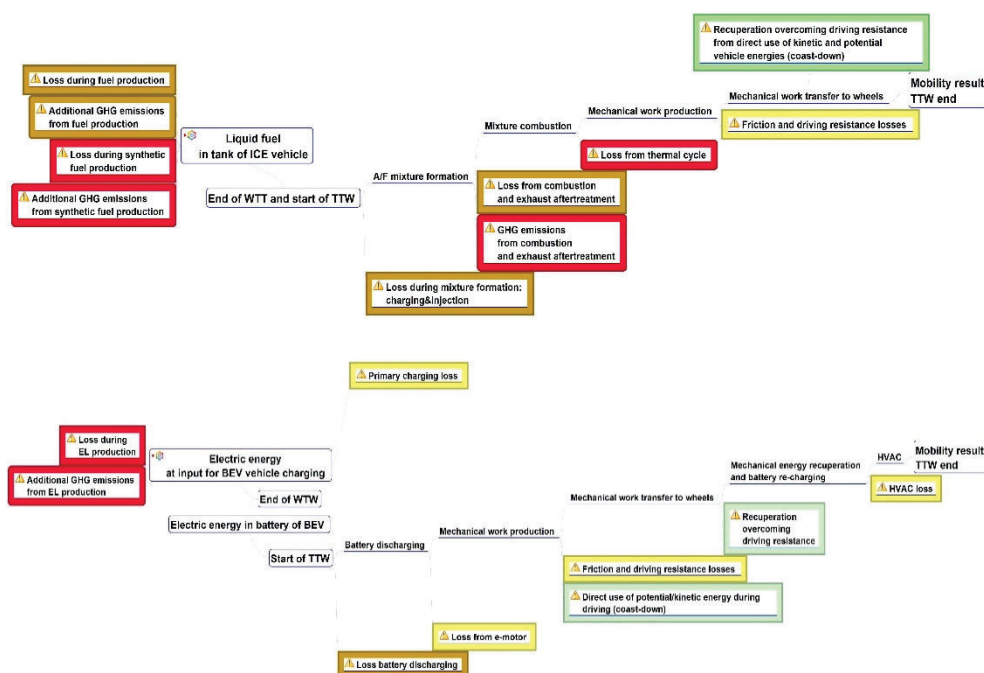 Recuperation overcoming driving resistance
from direct use of kinetic and potential
vehicle energies (coast-down)
Loss during fuel production
Additional GHG emissions
from fuel production
Loss during synthetic
fuel production
Additional GHG emissions
from synthetic fuel production
Liquid fuel
in tank of ICE vehicle
End of WTT and start of TTW
A/F mixture formation
Mixture combustion
Mechanical work production
Mechanical work transfer to wheels
Mobility result
TTW end
Friction and driving resistance losses
Loss from thermal cycle
Loss from combustion
and exhaust aftertreatment
GHG emissions
from combustion
and exhaust aftertreatment
Loss during mixture formation:
charging&injection
Primary charging loss
Loss during
EL production
Additional GHG emissions
from EL production
Electric energy
at input for BEV vehicle charging
End of WTW
Electric energy in battery of BEV
Start of TTW
Battery discharging
Mechanical work production
Mechanical work transfer to wheels
Mechanical energy recuperation
and battery re-charging
HVAC
Mobility result
TTW end
HVAC loss
Recuperation
overcoming
driving resistance
Friction and driving resistance losses
Direct use of potential/kinetic energy during
driving (coast-down)
Loss from e-motor
Loss battery discharging